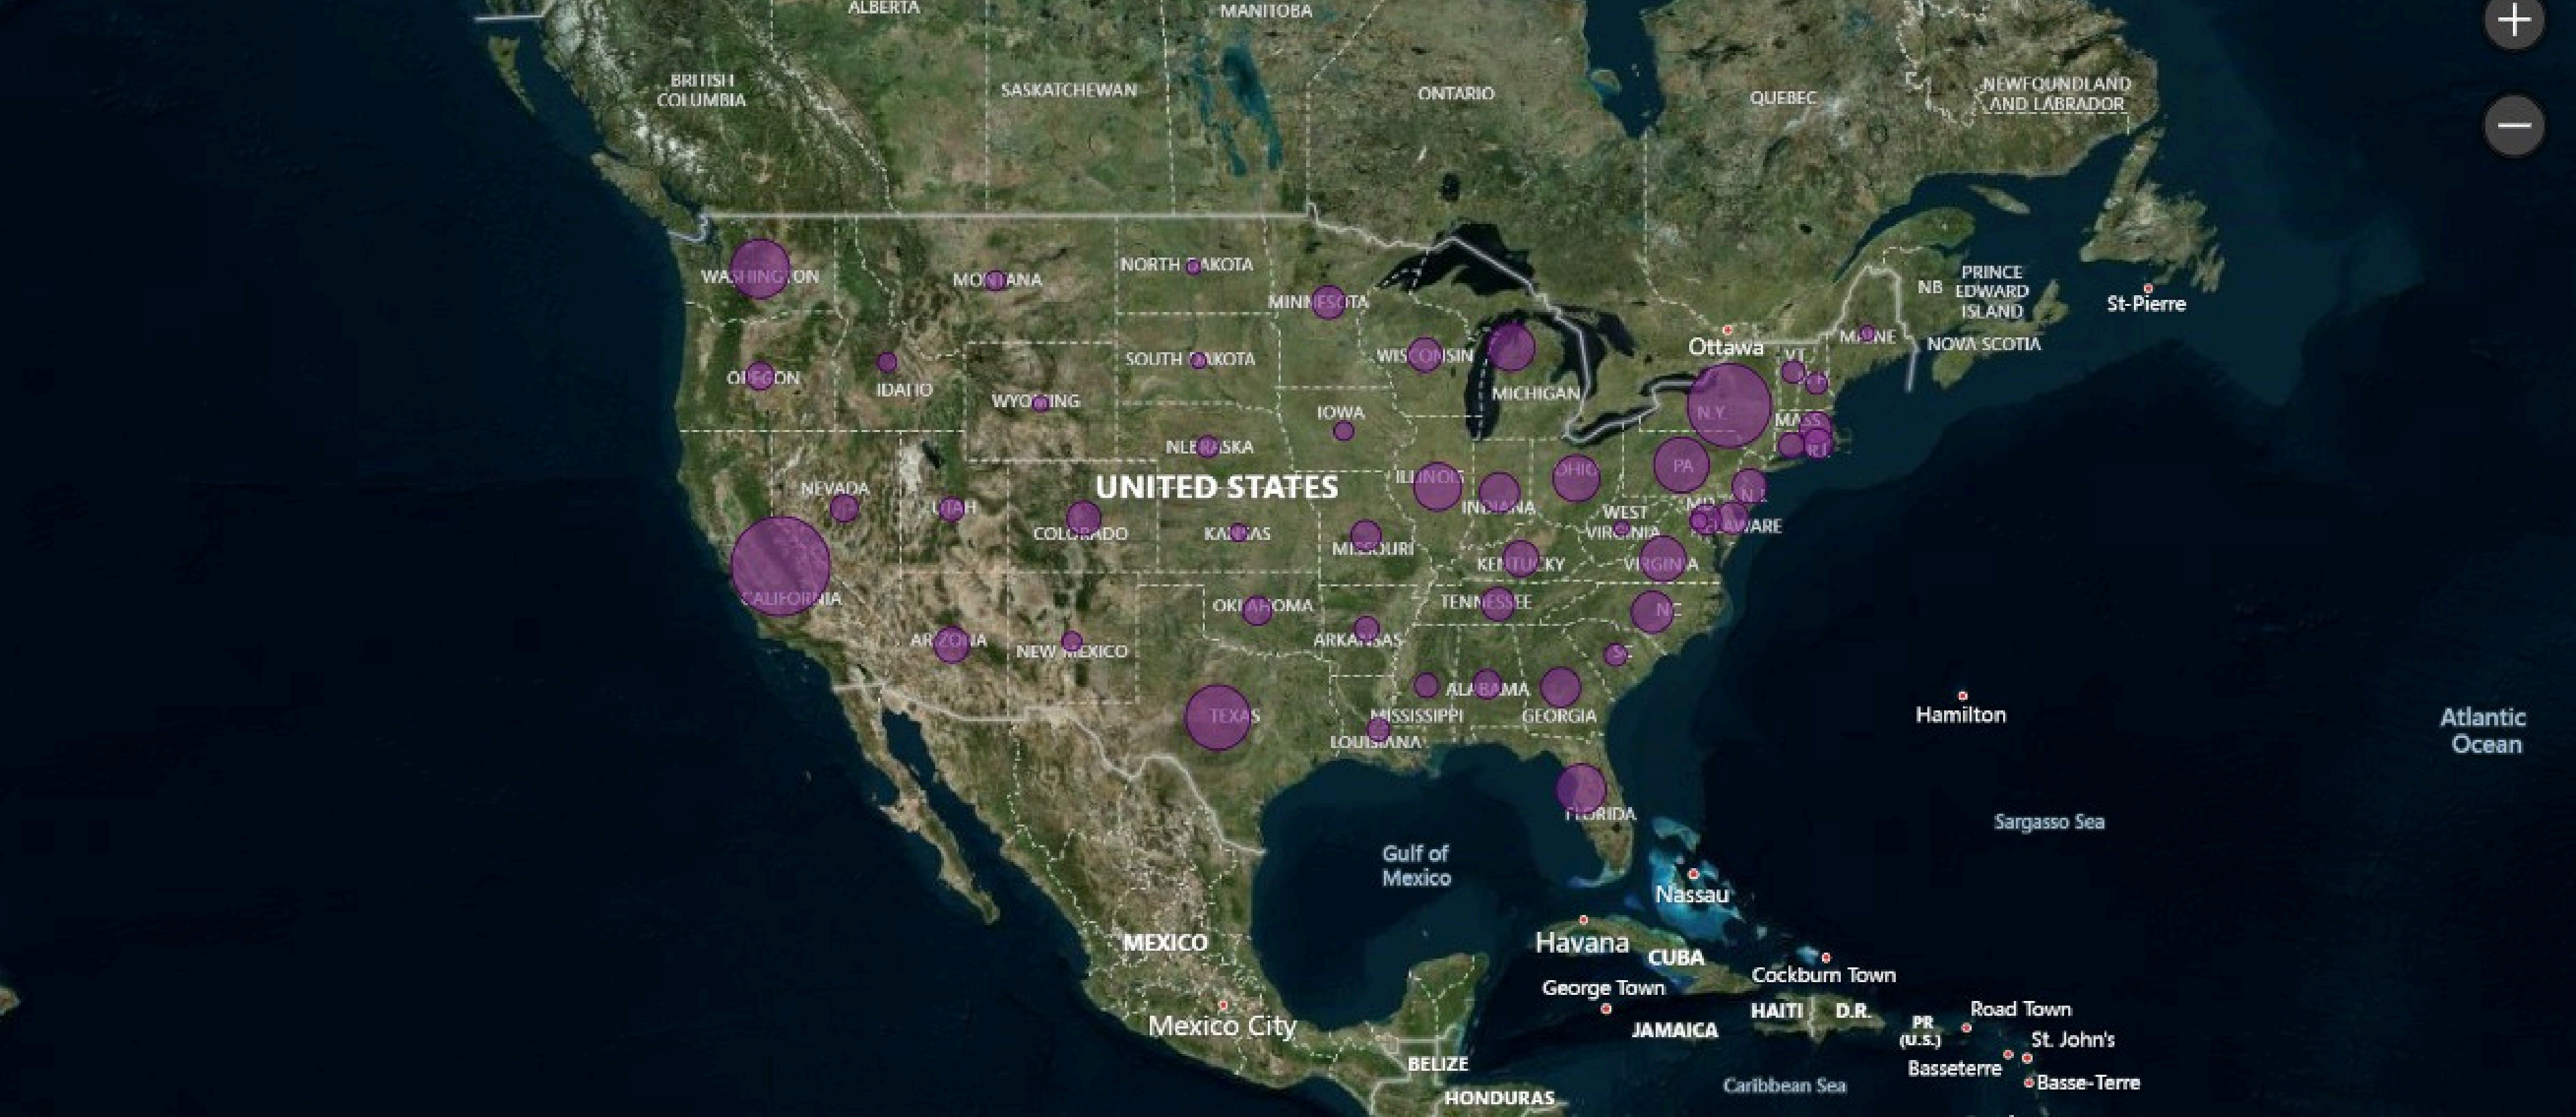 ALBERTA
MANITOBA
BRITISH
COLUMBIA
SASKATCHEWAN
ONTARIO
QUEBEC
NEWFOUNDLAND
AND LABRADOR
WASHINGTON
MONTANA
NORTH DAKOTA
MINNESOTA
NB
PRINCE
EDWARD
ISLAND
St-Pierre
OREGON
IDAHO
SOUTH DAKOTA
WISCONSIN
Ottawa
MAINE
NOVA SCOTIA
VT
WYOMING
IOWA
MICHIGAN
N.Y.
MASS
NEBRASKA
R.I.
UNITED STATES
NEVADA
UTAH
COLORADO
KANSAS
ILLINOIS
INDIANA
OHIO
PA
N.J.
MD
DELAWARE
WEST
VIRGINIA
MISSOURI
KENTUCKY
VIRGINIA
CALIFORNIA
OKLAHOMA
TENNESSEE
NC
ARIZONA
NEW MEXICO
ARKANSAS
SC
TEXAS
ALABAMA
MISSISSIPPI
GEORGIA
LOUISIANA
Hamilton
Atlantic
Ocean
FLORIDA
Sargasso Sea
Gulf of
Mexico
Nassau
MEXICO
Havana
CUBA
Cockburn Town
George Town
Mexico City
JAMAICA
HAITI
D.R.
PR
(U.S.)
Road Town
St. John's
Basseterre
BELIZE
Caribbean Sea
Basse-Terre
HONDURAS